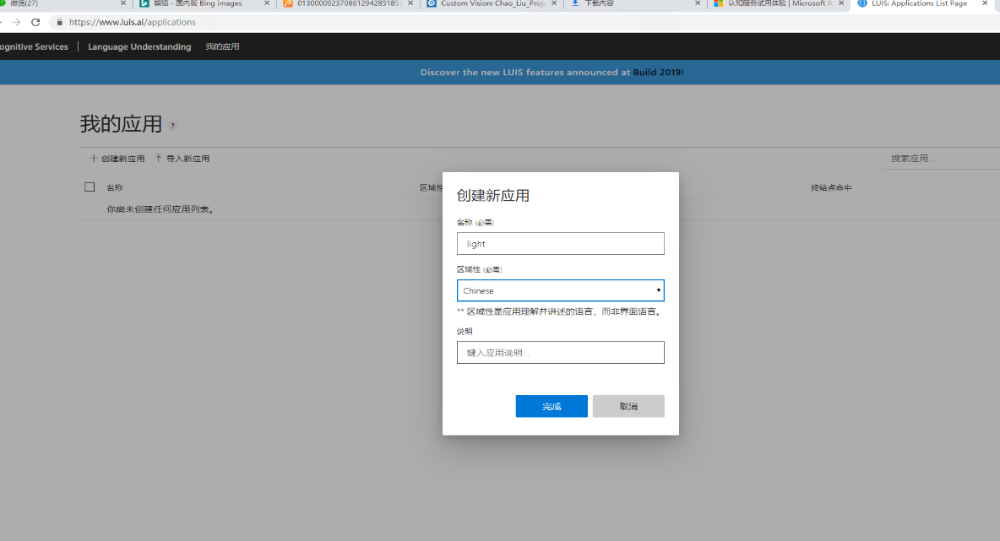 微信(27)
熊猫 - 国内版 Bing images
Custom Vision: Chao_Liu_Proj
下载内容
认知服务试用体验 | Microsoft A
LUIS: Applications List Page
https://www.luis.ai/applications
ognitive Services
Language Understanding
我的应用
Discover the new LUIS features announced at Build 2019!
我的应用 ?
创建新应用
导入新应用
搜索应用...
名称
区域性
终结点命中
你尚未创建任何应用列表。
创建新应用
名称 (必需)
light
区域性 (必需)
Chinese
** 区域性是应用理解并讲述的语言，而非界面语言。
说明
键入应用说明...
完成
取消